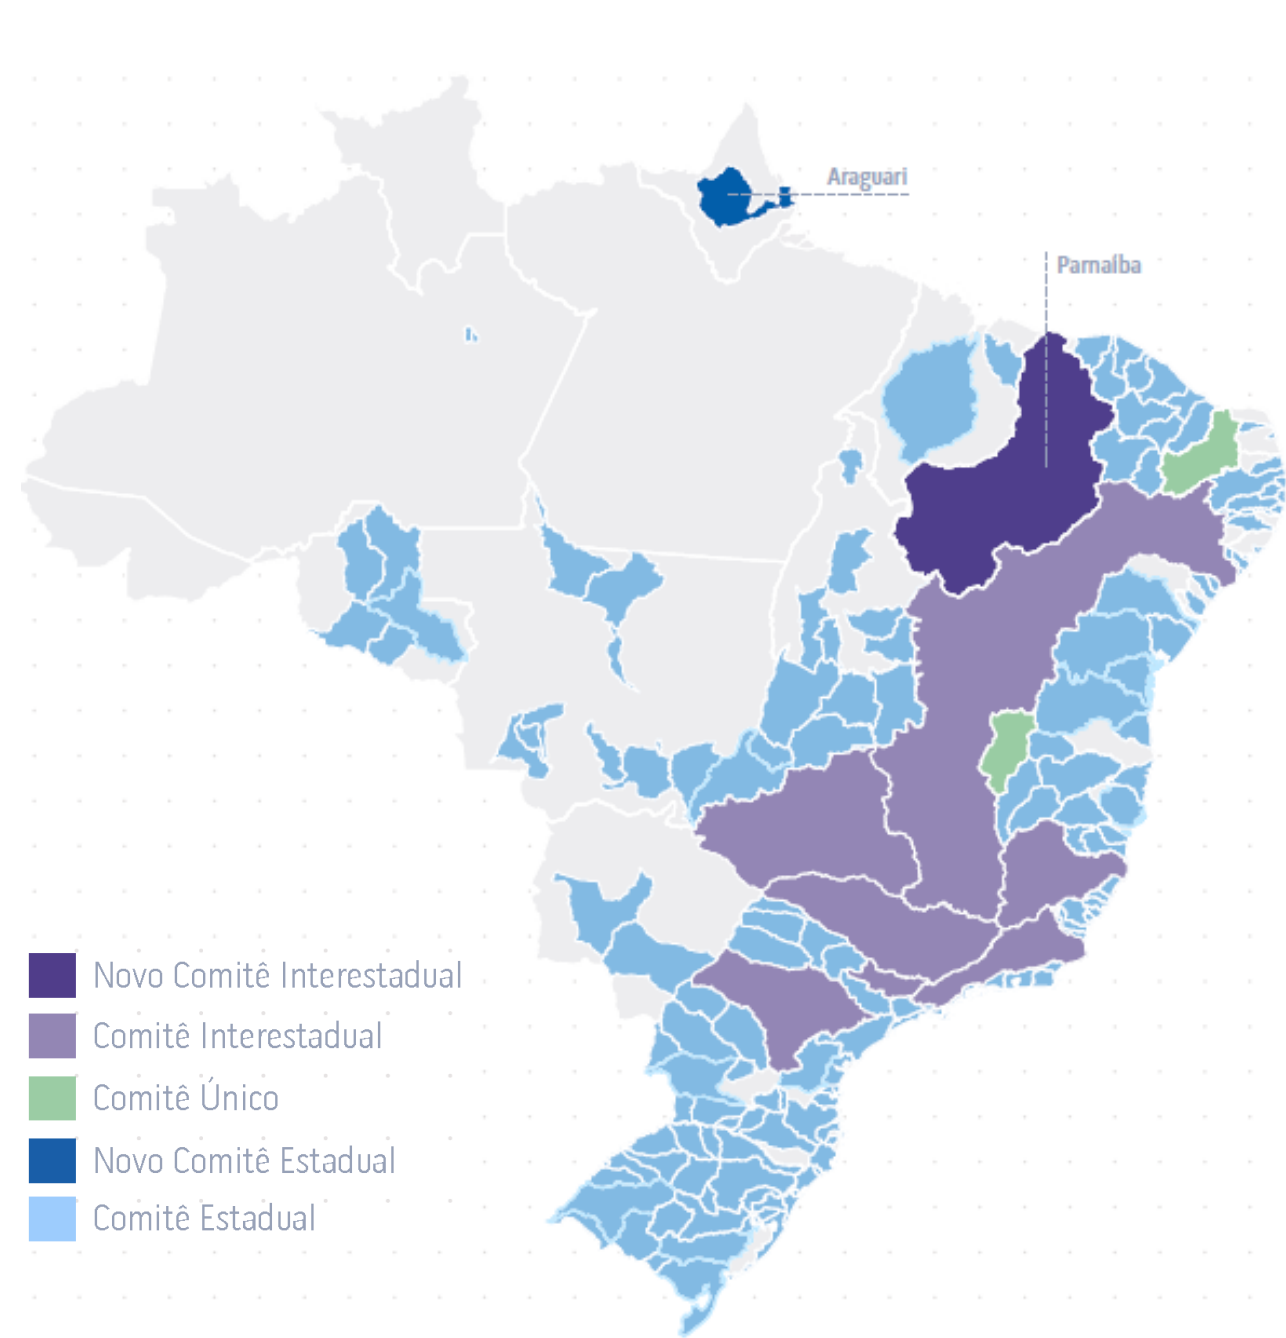 Araguari
Parnaíba
Novo Comitê Interestadual
Comitê Interestadual
Comitê Único
Novo Comitê Estadual
Comitê Estadual